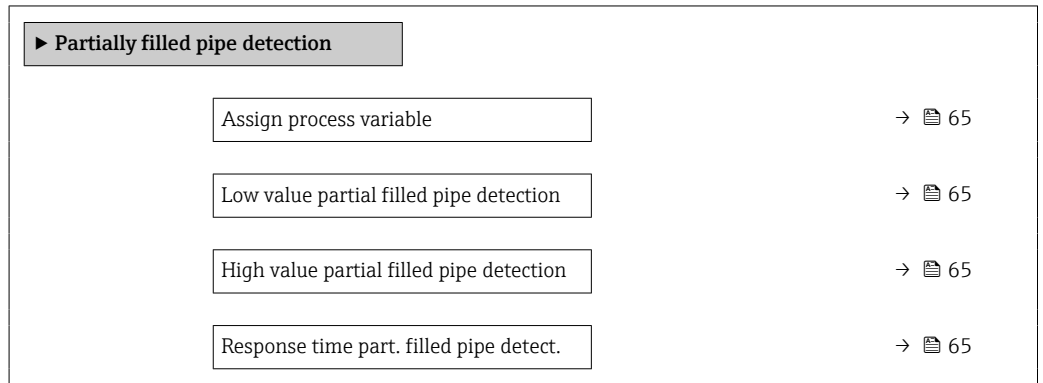 ► Partially filled pipe detection
Assign process variable → 65
Low value partial filled pipe detection → 65
High value partial filled pipe detection → 65
Response time part. filled pipe detect. → 65